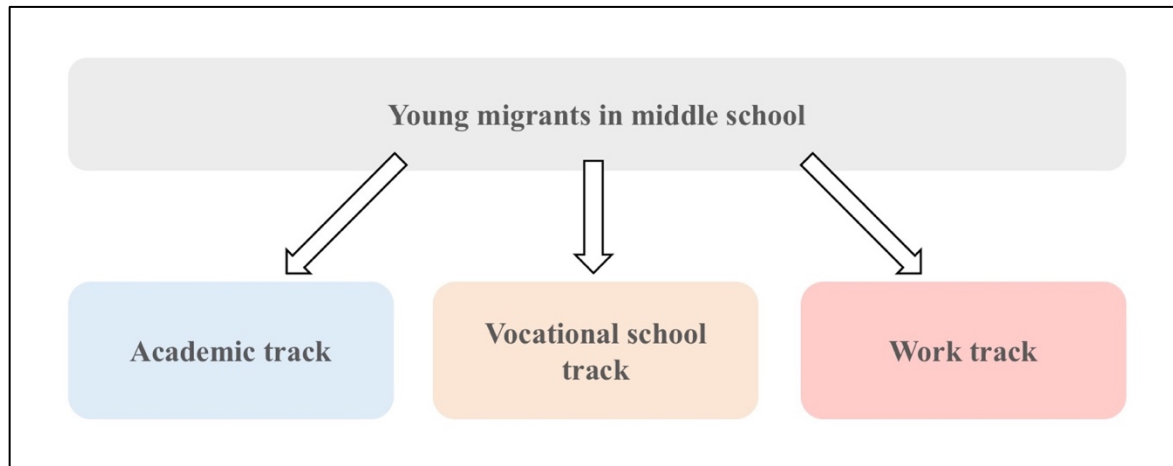 Young migrants in middle school
Academic track
Vocational school
track
Work track